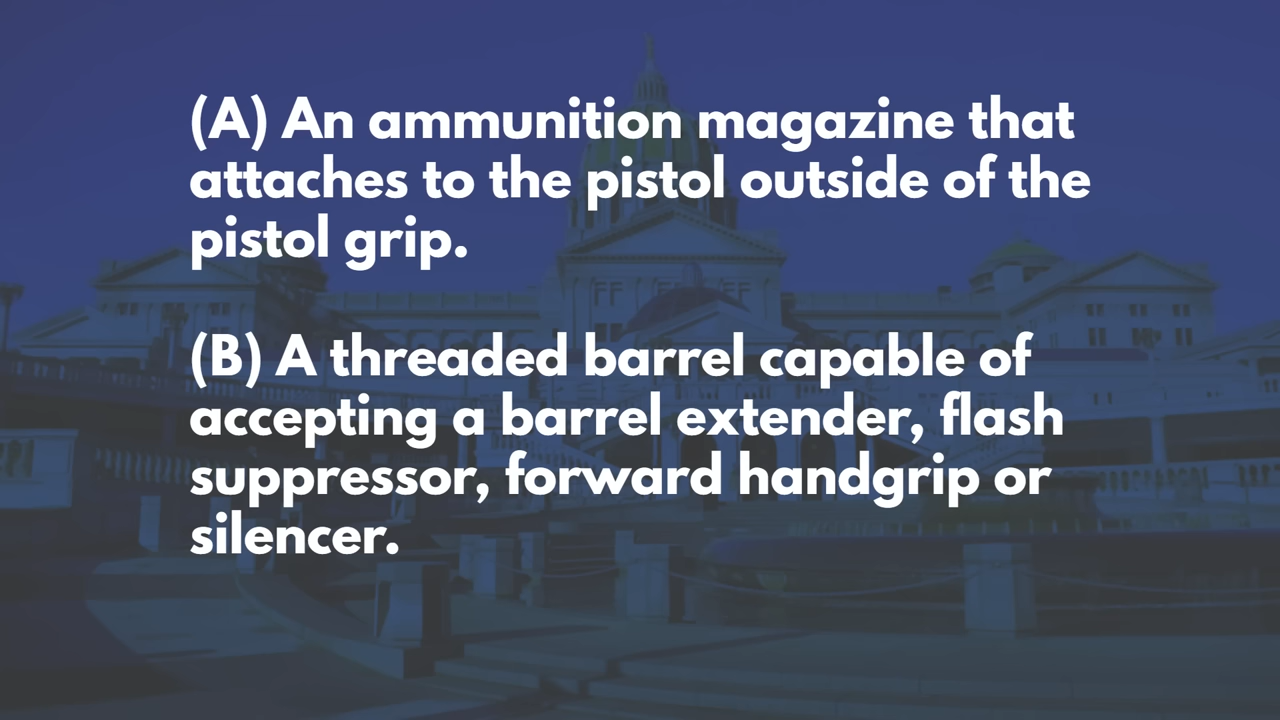 (A) An ammunition magazine that
attaches to the pistol outside of the
pistol grip.
(B) A threaded barrel capable of
accepting a barrel extender, flash
suppressor, forward handgrip or
silencer.